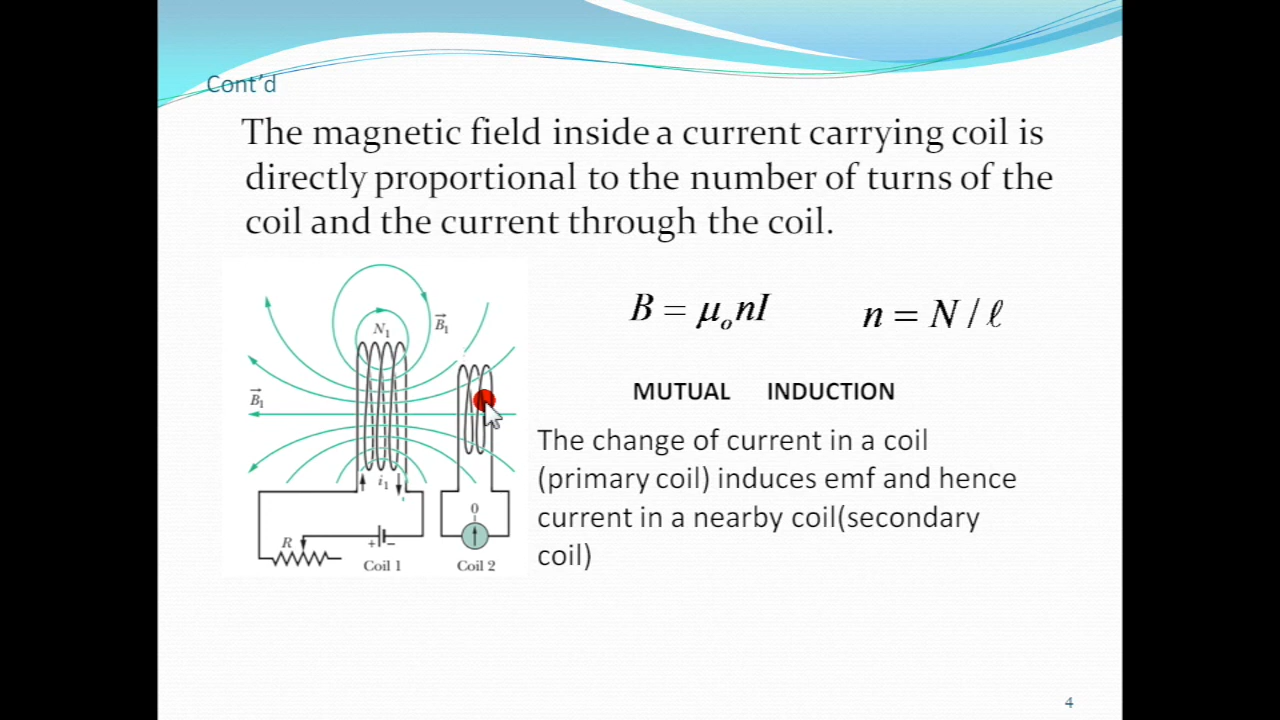 Cont’d
The magnetic field inside a current carrying coil is
directly proportional to the number of turns of the
coil and the current through the coil.
B = μₒnI
n = N / ℓ
N₁
B⃗₁
B⃗₁
i₁
R
+ −
Coil 1
0
Coil 2
MUTUAL INDUCTION
The change of current in a coil
(primary coil) induces emf and hence
current in a nearby coil(secondary
coil)
4